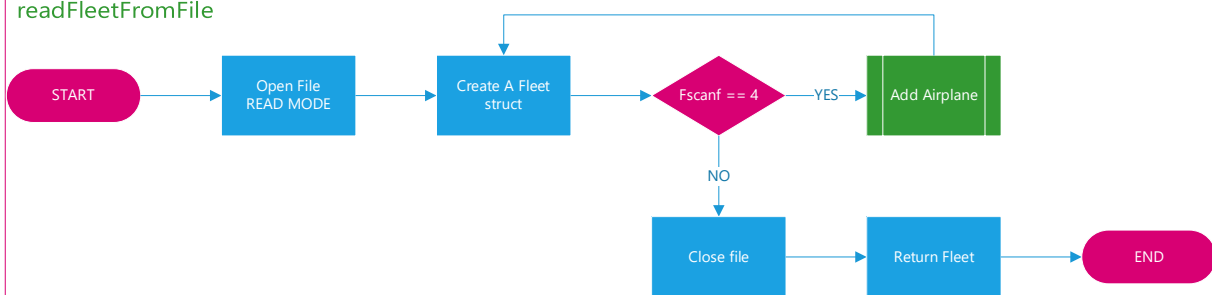 readFleetFromFile
START
Open File
READ MODE
Create A Fleet
struct
Fscanf == 4
YES
Add Airplane
NO
Close file
Return Fleet
END